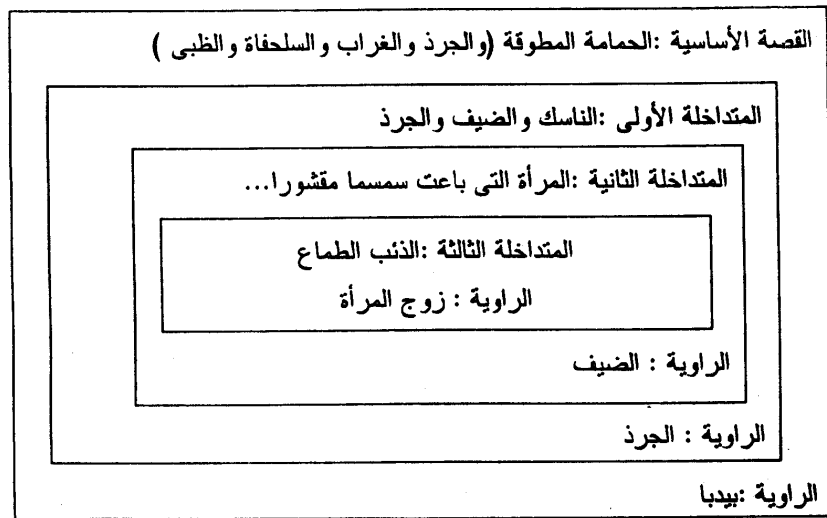 القصة الأساسية :الحمامة المطوقة (والجرذ والغراب والسلحفاة والظبى )
المتداخلة الأولى :الناسك والضيف والجرذ
المتداخلة الثانية :المرأة التى باعت سمسما مقشورا...
المتداخلة الثالثة :الذئب الطماع
الراوية : زوج المرأة
الراوية : الضيف
الراوية : الجرذ
الراوية :بيدبا